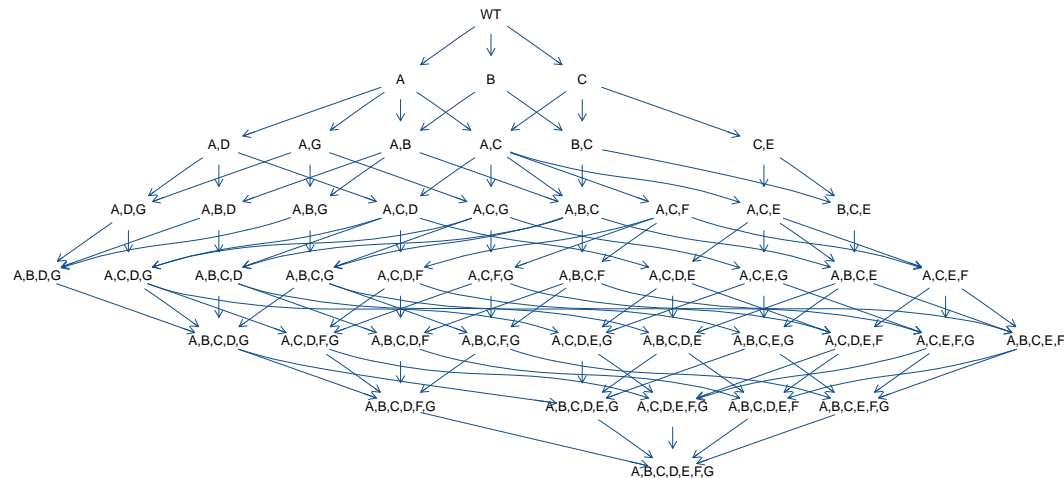 WT
A B C
A,D A,G A,B A,C B,C C,E
A,D,G A,B,D A,B,G A,C,D A,C,G A,B,C A,C,F A,C,E B,C,E
A,B,D,G A,C,D,G A,B,C,D A,B,C,G A,C,D,F A,C,F,G A,B,C,F A,C,D,E A,C,E,G A,B,C,E A,C,E,F
A,B,C,D,G A,C,D,F,G A,B,C,D,F A,B,C,F,G A,C,D,E,G A,B,C,D,E A,B,C,E,G A,C,D,E,F A,C,E,F,G A,B,C,E,F
A,B,C,D,F,G A,B,C,D,E,G A,C,D,E,F,G A,B,C,D,E,F A,B,C,E,F,G
A,B,C,D,E,F,G